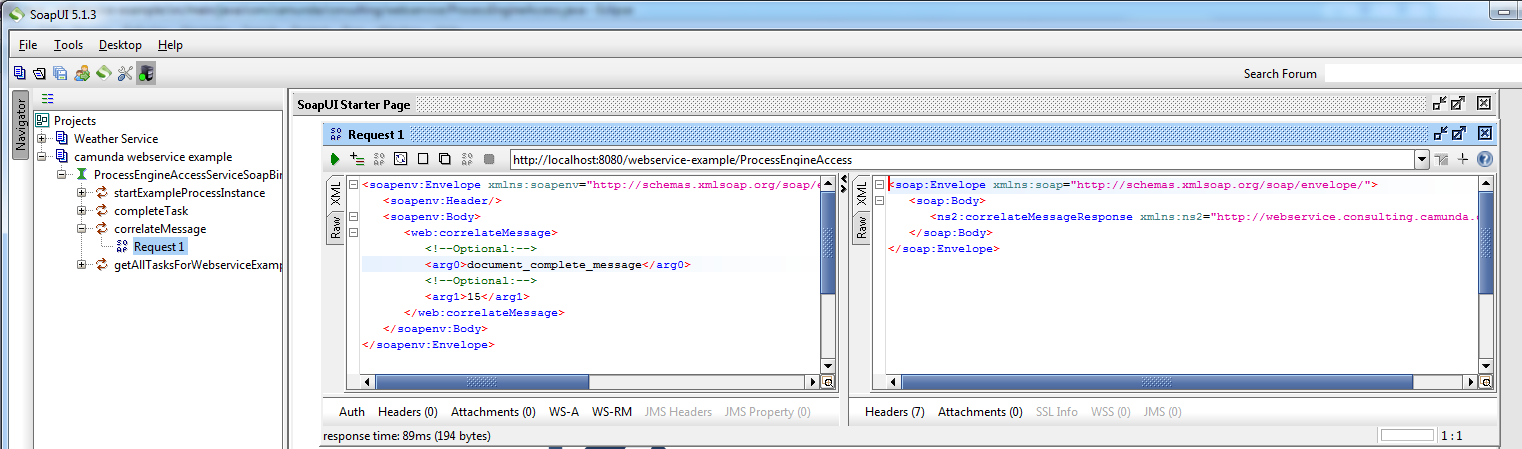 SoapUI 5.1.3
File Tools Desktop Help
Search Forum
Navigator
Projects
Weather Service
camunda webservice example
ProcessEngineAccessServiceSoapBin
startExampleProcessInstance
completeTask
correlateMessage
Request 1
getAllTasksForWebserviceExamp
SoapUI Starter Page
Request 1
http://localhost:8080/webservice-example/ProcessEngineAccess
XML
Raw
<soapenv:Envelope xmlns:soapenv="http://schemas.xmlsoap.org/soap/e
<soapenv:Header/>
<soapenv:Body>
<web:correlateMessage>
<!--Optional:-->
<arg0>document_complete_message</arg0>
<!--Optional:-->
<arg1>15</arg1>
</web:correlateMessage>
</soapenv:Body>
</soapenv:Envelope>
XML
Raw
<soap:Envelope xmlns:soap="http://schemas.xmlsoap.org/soap/envelope/">
<soap:Body>
<ns2:correlateMessageResponse xmlns:ns2="http://webservice.consulting.camunda.c
</soap:Body>
</soap:Envelope>
Auth Headers (0) Attachments (0) WS-A WS-RM JMS Headers JMS Property (0)
Headers (7) Attachments (0) SSL Info WSS (0) JMS (0)
response time: 89ms (194 bytes)
1 : 1